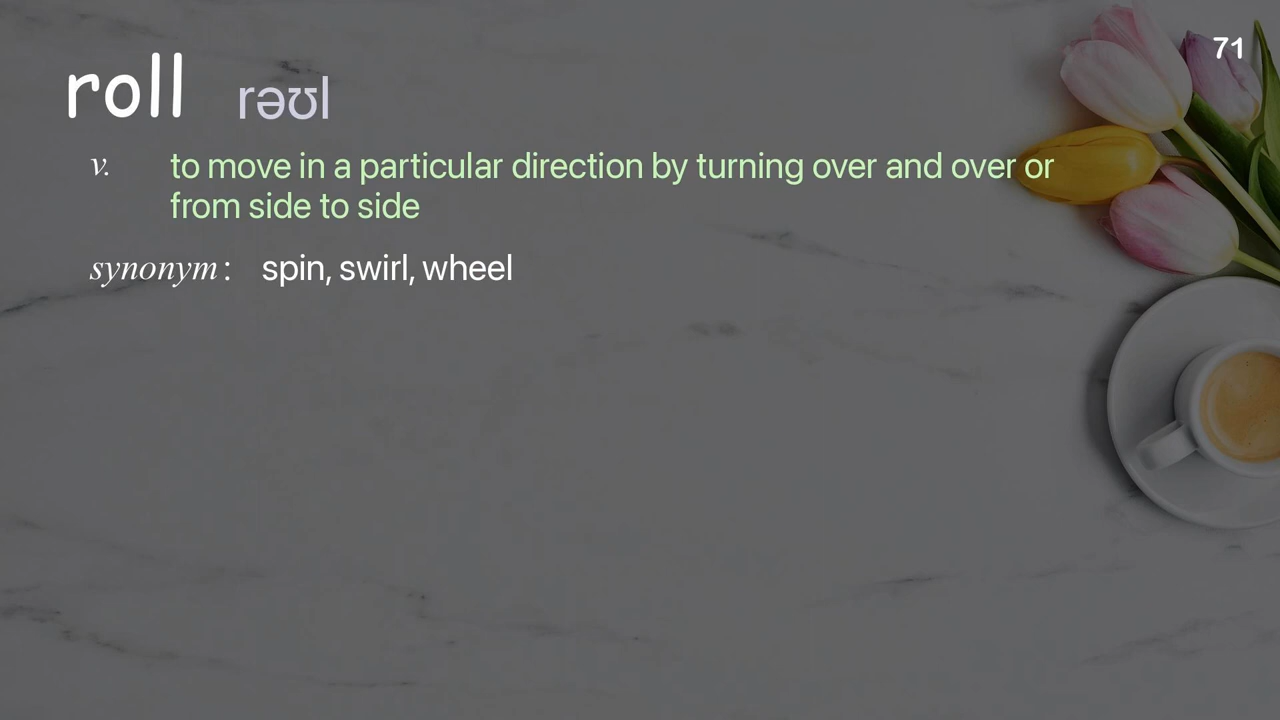 71
roll rəʊl
v. to move in a particular direction by turning over and over or
from side to side
synonym : spin, swirl, wheel